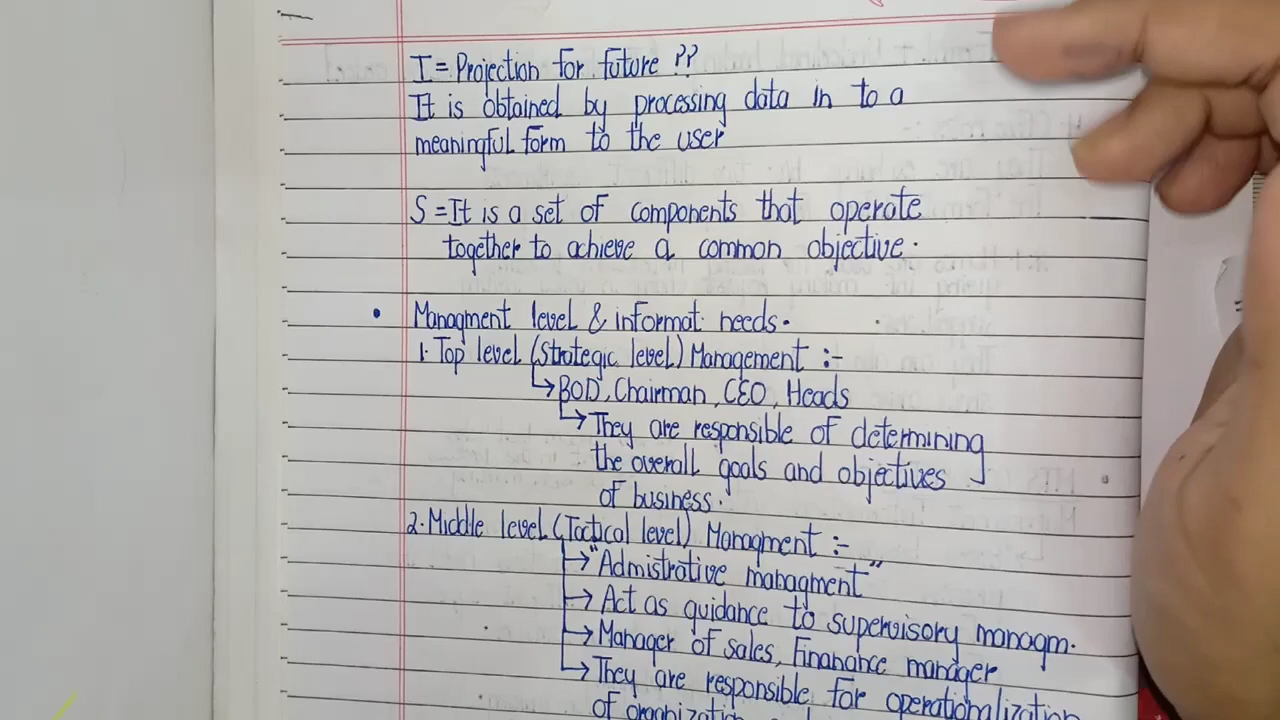 I = Projection for future ??
It is obtained by processing data in to a
meaningful form to the user
S = It is a set of components that operate
together to achieve a common objective.
• Managment level & informat. needs.
1. Top level (Strategic level) Management :-
↳ BOD, Chairman, CEO, Heads
↳ They are responsible of determining
the overall goals and objectives
of business.
2. Middle level (Tactical level) Managment :-
→ "Admistrative managment"
→ Act as guidance to supervisory managm.
→ Manager of sales, Finanance manager
↳ They are responsible for operationalization
of